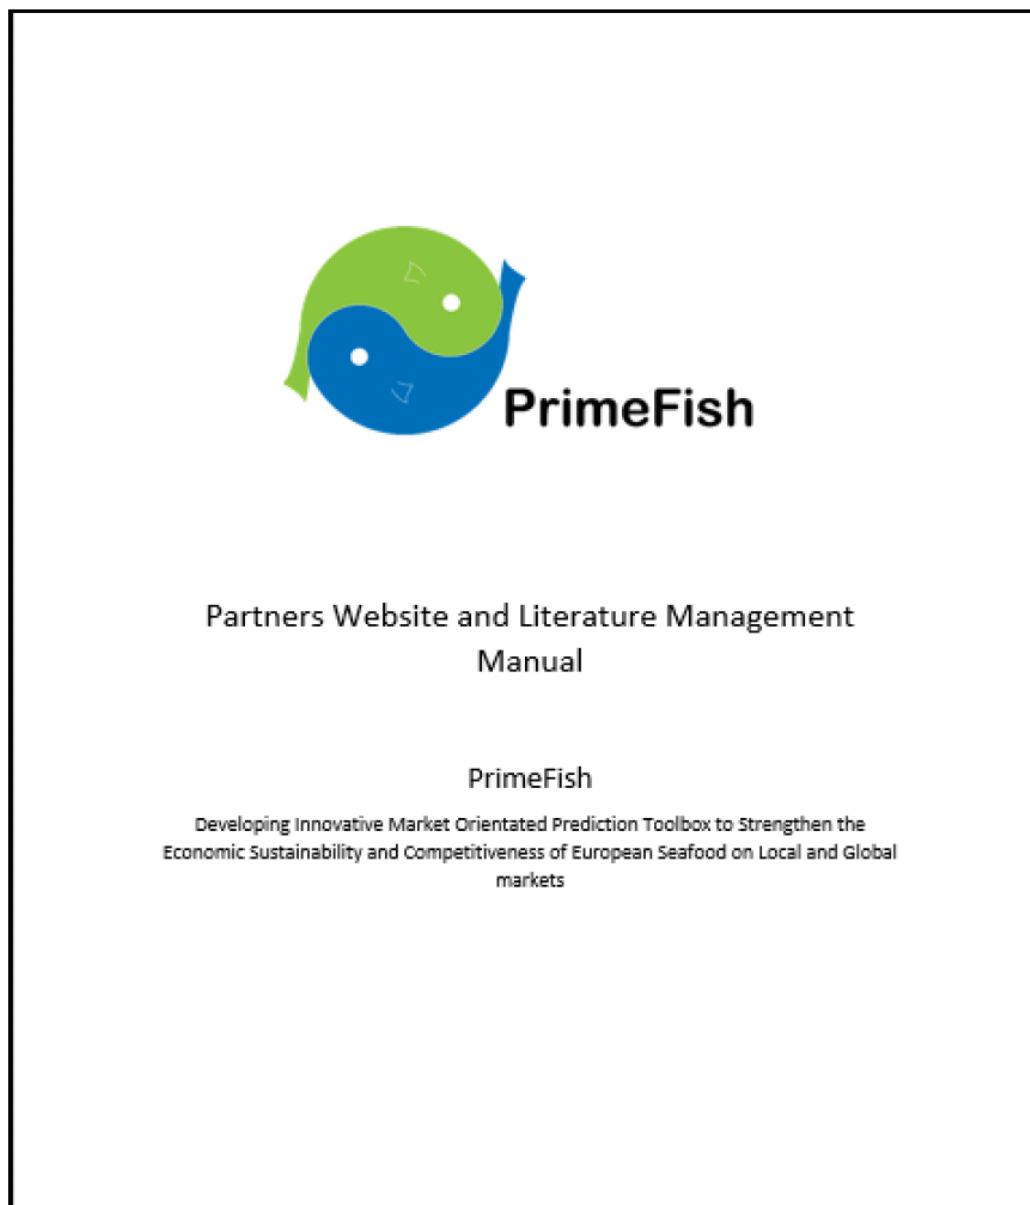 PrimeFish
Partners Website and Literature Management
Manual
PrimeFish
Developing Innovative Market Orientated Prediction Toolbox to Strengthen the
Economic Sustainability and Competitiveness of European Seafood on Local and Global
markets